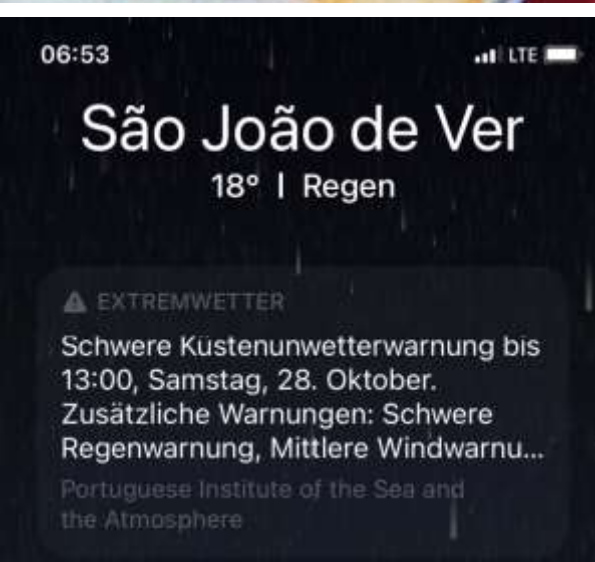 06:53
LTE
São João de Ver
18° | Regen
EXTREMWETTER
Schwere Küstenunwetterwarnung bis
13:00, Samstag, 28. Oktober.
Zusätzliche Warnungen: Schwere
Regenwarnung, Mittlere Windwarnu...
Portuguese Institute of the Sea and
the Atmosphere